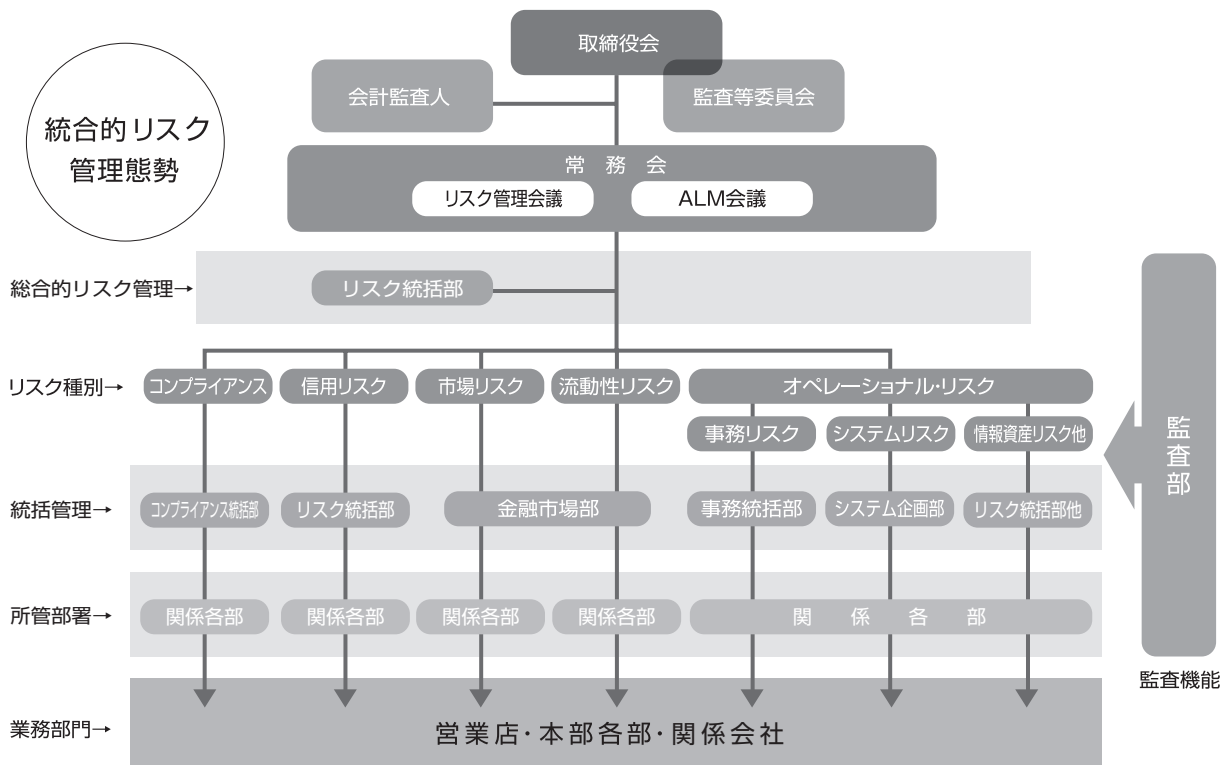 取締役会
会計監査人
監査等委員会
統合的リスク
管理態勢
常務会
リスク管理会議
ALM会議
総合的リスク管理→
リスク統括部
リスク種別→
コンプライアンス
信用リスク
市場リスク
流動性リスク
オペレーショナル・リスク
事務リスク
システムリスク
情報資産リスク他
統括管理→
コンプライアンス統括部
リスク統括部
金融市場部
事務統括部
システム企画部
リスク統括部他
所管部署→
関係各部
関係各部
関係各部
関係各部
関係各部
業務部門→
営業店・本部各部・関係会社
監査部
監査機能